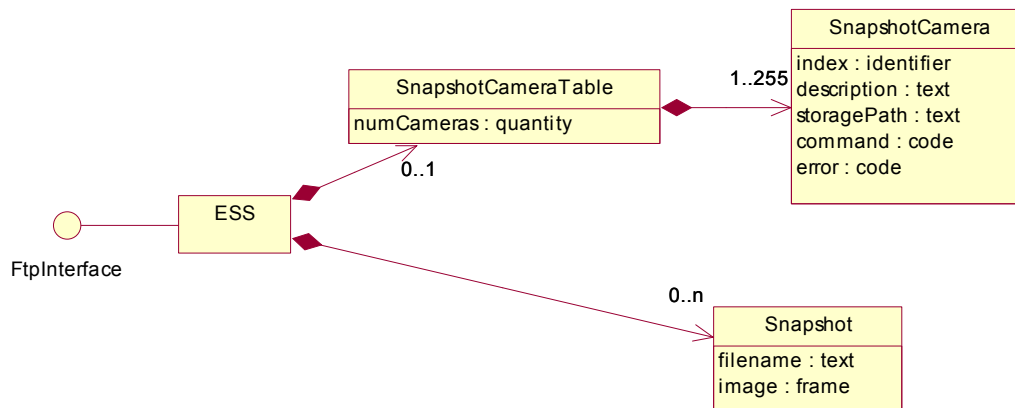 SnapshotCamera
index : identifier
description : text
storagePath : text
command : code
error : code
1..255
SnapshotCameraTable
numCameras : quantity
0..1
ESS
FtpInterface
0..n
Snapshot
filename : text
image : frame